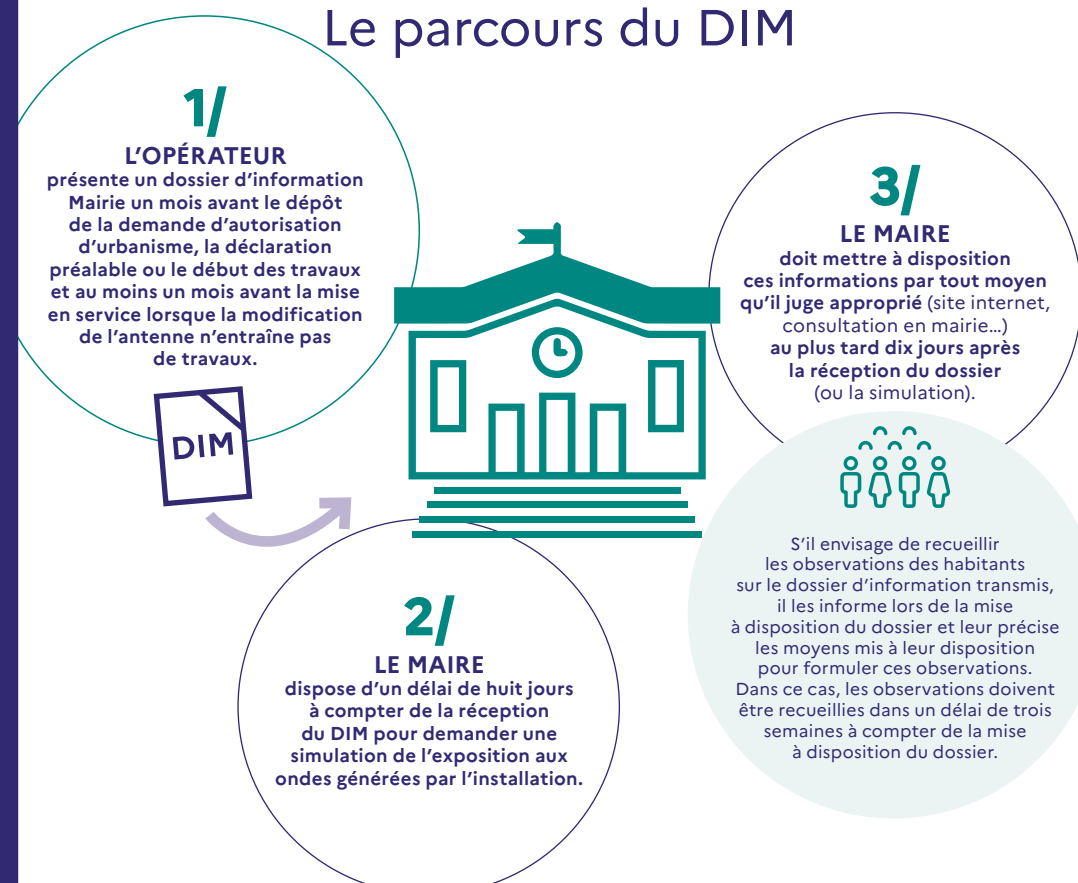 Le parcours du DIM
1/
L'OPÉRATEUR
présente un dossier d'information
Mairie un mois avant le dépôt
de la demande d'autorisation
d'urbanisme, la déclaration
préalable ou le début des travaux
et au moins un mois avant la mise
en service lorsque la modification
de l'antenne n'entraîne pas
de travaux.
DIM
2/
LE MAIRE
dispose d'un délai de huit jours
à compter de la réception
du DIM pour demander une
simulation de l'exposition aux
ondes générées par l'installation.
3/
LE MAIRE
doit mettre à disposition
ces informations par tout moyen
qu'il juge approprié (site internet,
consultation en mairie…)
au plus tard dix jours après
la réception du dossier
(ou la simulation).
S'il envisage de recueillir
les observations des habitants
sur le dossier d'information transmis,
il les informe lors de la mise
à disposition du dossier et leur précise
les moyens mis à leur disposition
pour formuler ces observations.
Dans ce cas, les observations doivent
être recueillies dans un délai de trois
semaines à compter de la mise
à disposition du dossier.